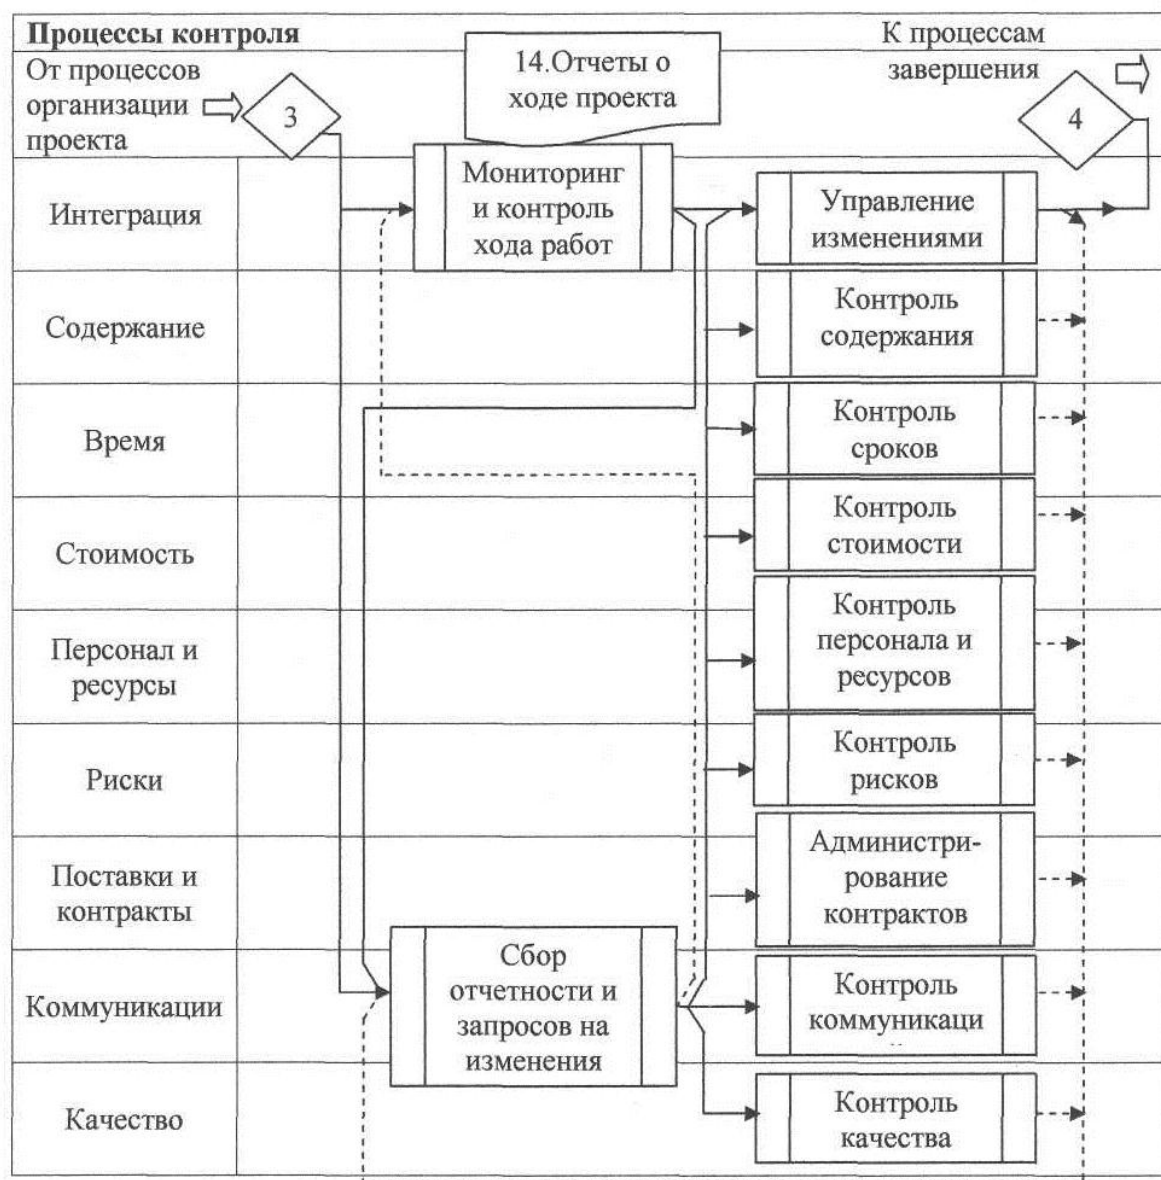 Процессы контроля
К процессам
завершения
От процессов
организации
проекта
3
14.Отчеты о
ходе проекта
4
Интеграция
Мониторинг
и контроль
хода работ
Управление
изменениями
Содержание
Контроль
содержания
Время
Контроль
сроков
Стоимость
Контроль
стоимости
Персонал и
ресурсы
Контроль
персонала и
ресурсов
Риски
Контроль
рисков
Поставки и
контракты
Администри-
рование
контрактов
Коммуникации
Сбор
отчетности и
запросов на
изменения
Контроль
коммуникаци
Качество
Контроль
качества